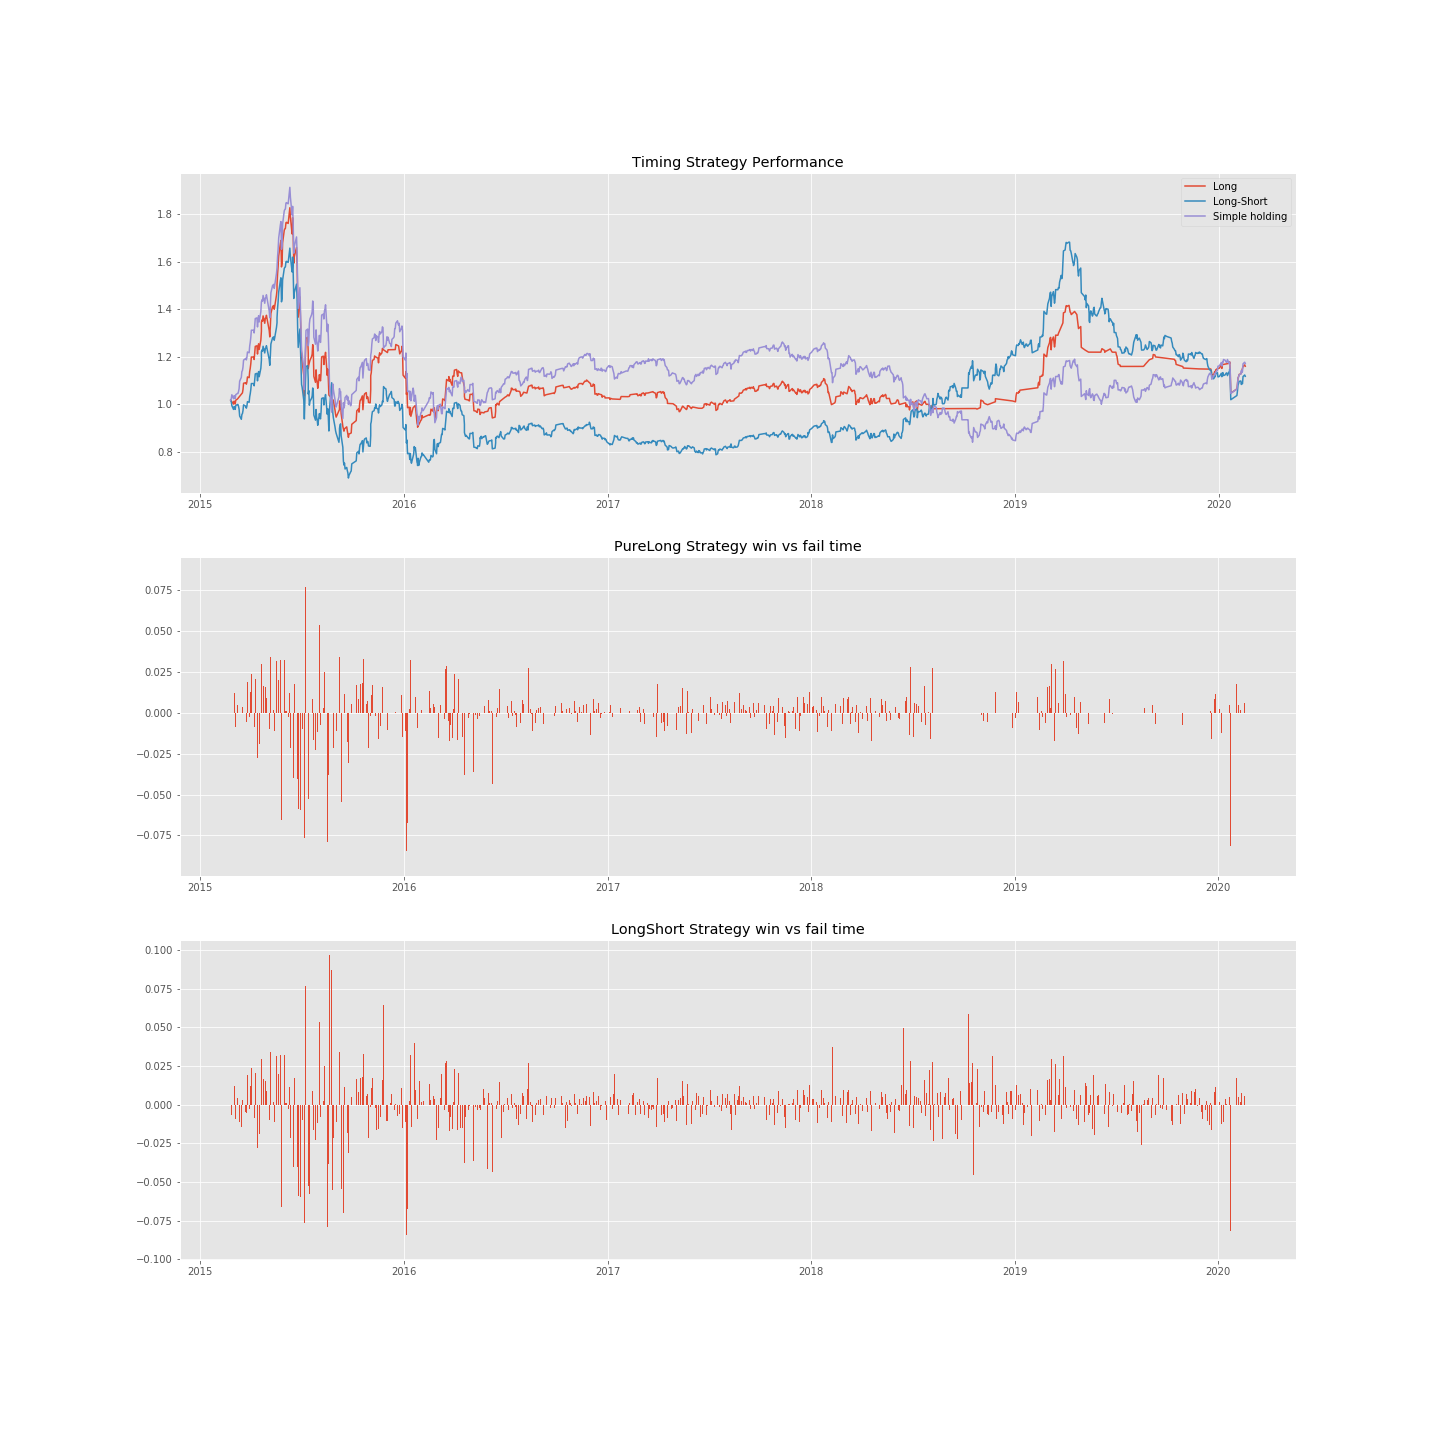 Timing Strategy Performance
Long
Long-Short
Simple holding
1.8
1.6
1.4
1.2
1.0
0.8
2015 2016 2017 2018 2019 2020
PureLong Strategy win vs fail time
0.075
0.050
0.025
0.000
−0.025
−0.050
−0.075
2015 2016 2017 2018 2019 2020
LongShort Strategy win vs fail time
0.100
0.075
0.050
0.025
0.000
−0.025
−0.050
−0.075
−0.100
2015 2016 2017 2018 2019 2020